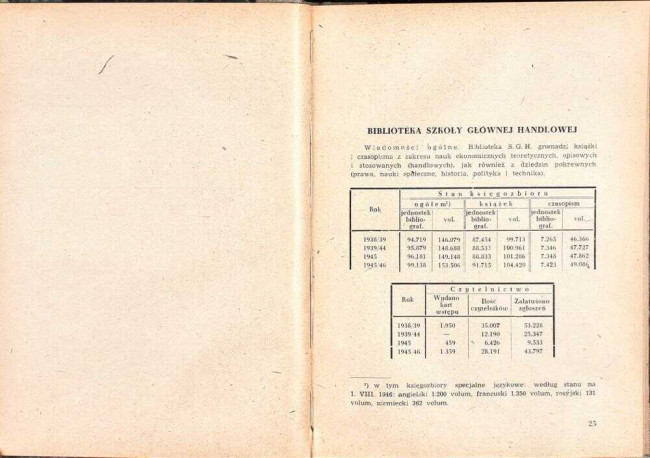 BIBLIOTEKA SZKOŁY GŁÓWNEJ HANDLOWEJ
Wiadomości ogólne. Biblioteka S. G. H. gromadzi książki
i czasopisma z zakresu nauk ekonomicznych teoretycznych, opisowych
i stosowanych (handlowych), jak również z dziedzin pokrewnych
(prawo, nauki społeczne, historia, polityka i technika).
Rok Stan księgozbioru
ogółem¹) książek czasopism
jednostek bibliograf. vol. jednostek bibliograf. vol. jednostek bibliograf. vol.
1938/39 94.719 146.079 87.454 99.713 7.265 46.366
1939/44 95.879 148.688 88.533 100.961 7.346 47.727
1945 96.181 149.148 88.833 101.286 7.348 47.862
1945/46 99.138 153.506 91.715 104.420 7.423 49.086
Rok Czytelnictwo
Wydano kart wstępu Ilość czytelników Załatwiono zgłoszeń
1938/39 1.950 35.007 53.228
1939/44 — 12.190 25.347
1945 459 6.426 9.533
1945/46 1.359 28.191 43.797
¹) w tym księgozbiory specjalne językowe: według stanu na
1. VIII. 1946: angielski 1.200 volum, francuski 1.350 volum, rosyjski 131
volum, niemiecki 262 volum.
25